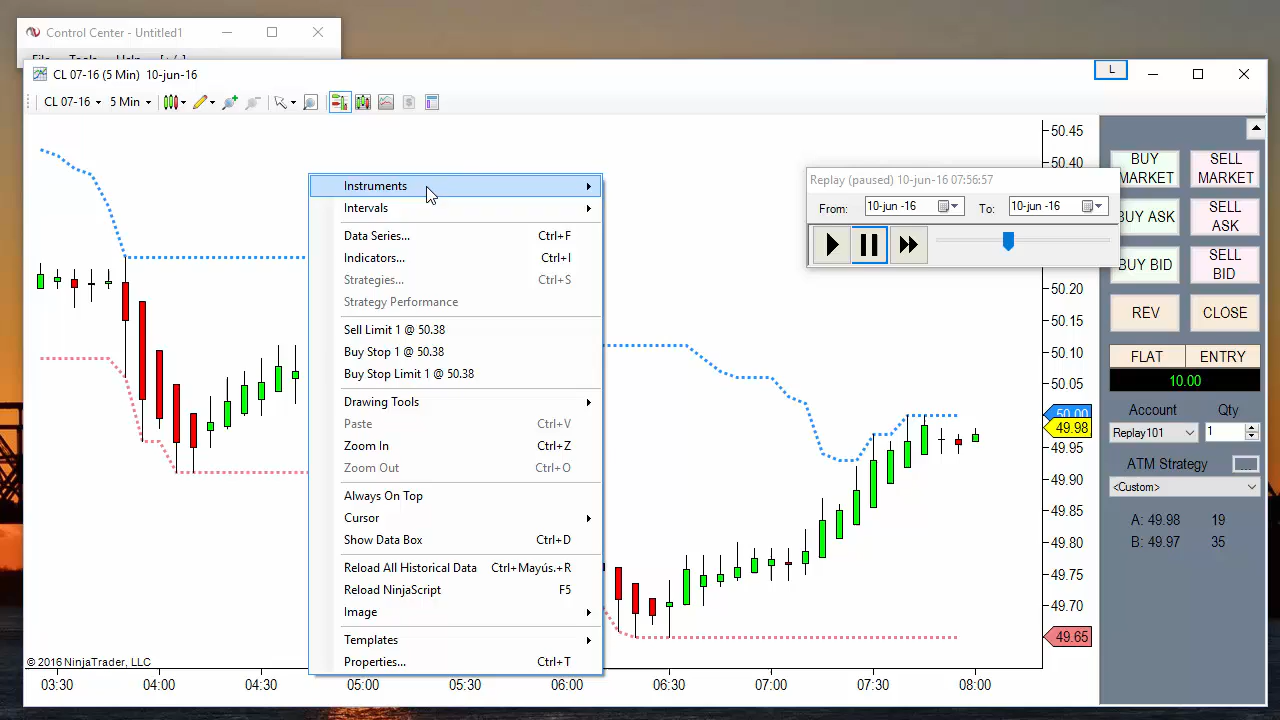 Control Center - Untitled1
File Tools Help
CL 07-16 (5 Min) 10-jun-16
L
CL 07-16 5 Min
50.45
50.40
50.20
50.15
50.10
50.05
50.00
49.98
49.95
49.90
49.85
49.80
49.75
49.70
49.65
Instruments
Intervals
Data Series... Ctrl+F
Indicators... Ctrl+I
Strategies... Ctrl+S
Strategy Performance
Sell Limit 1 @ 50.38
Buy Stop 1 @ 50.38
Buy Stop Limit 1 @ 50.38
Drawing Tools
Paste Ctrl+V
Zoom In Ctrl+Z
Zoom Out Ctrl+O
Always On Top
Cursor
Show Data Box Ctrl+D
Reload All Historical Data Ctrl+Mayús.+R
Reload NinjaScript F5
Image
Templates
Properties... Ctrl+T
Replay (paused) 10-jun-16 07:56:57
From: 10-jun -16 To: 10-jun -16
BUY MARKET
SELL MARKET
BUY ASK
SELL ASK
BUY BID
SELL BID
REV CLOSE
FLAT ENTRY
10.00
Account Qty
Replay101 1
ATM Strategy ...
<Custom>
A: 49.98 19
B: 49.97 35
© 2016 NinjaTrader, LLC
03:30 04:00 04:30 05:00 05:30 06:00 06:30 07:00 07:30 08:00